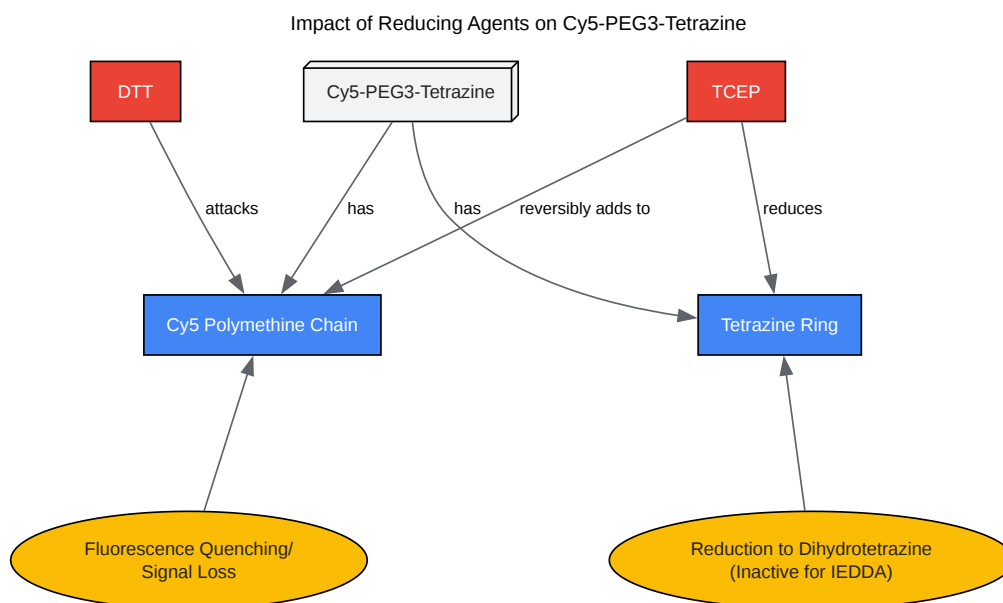 Impact of Reducing Agents on Cy5-PEG3-Tetrazine
DTT
Cy5-PEG3-Tetrazine
TCEP
attacks
has
has
reversibly adds to
reduces
Cy5 Polymethine Chain
Tetrazine Ring
Fluorescence Quenching/
Signal Loss
Reduction to Dihydrotetrazine
(Inactive for IEDDA)